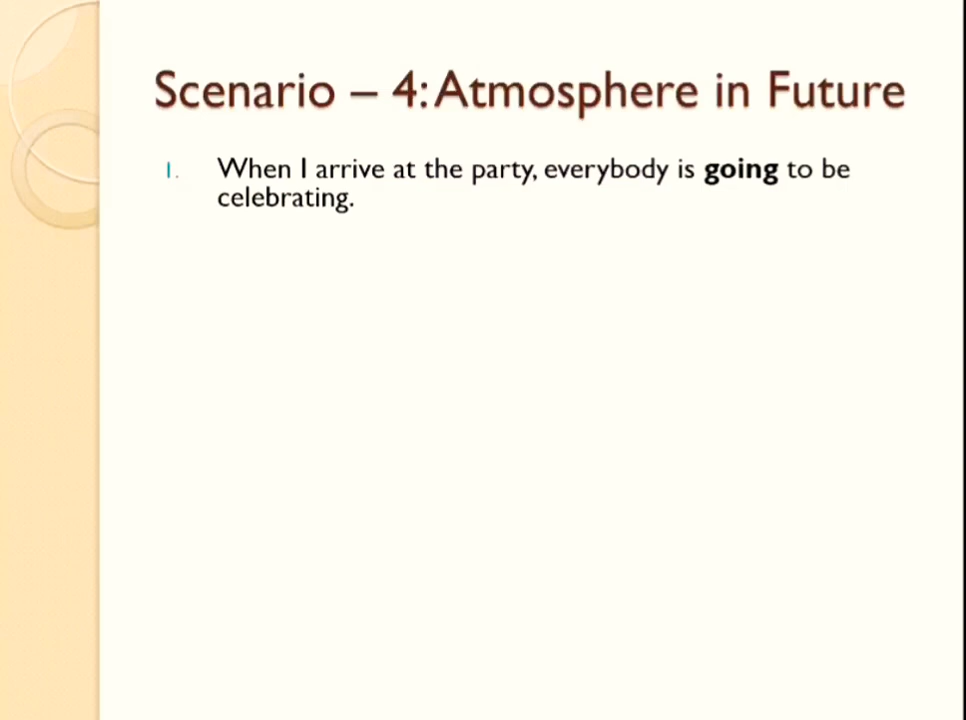 Scenario – 4: Atmosphere in Future
1. When I arrive at the party, everybody is going to be
celebrating.